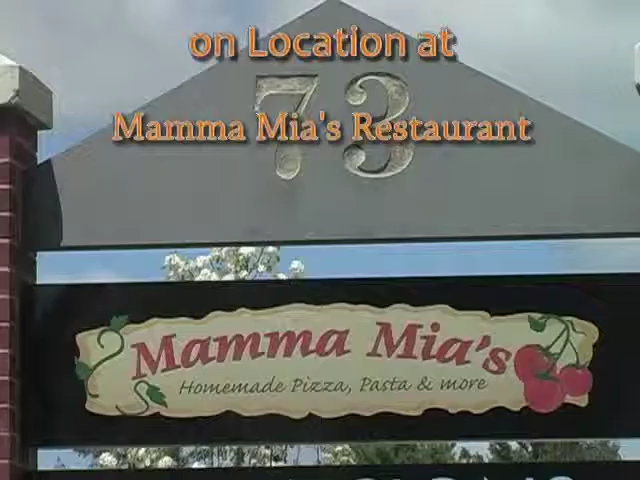 on Location at
73
Mamma Mia's Restaurant
Mamma Mia's
Homemade Pizza, Pasta & more